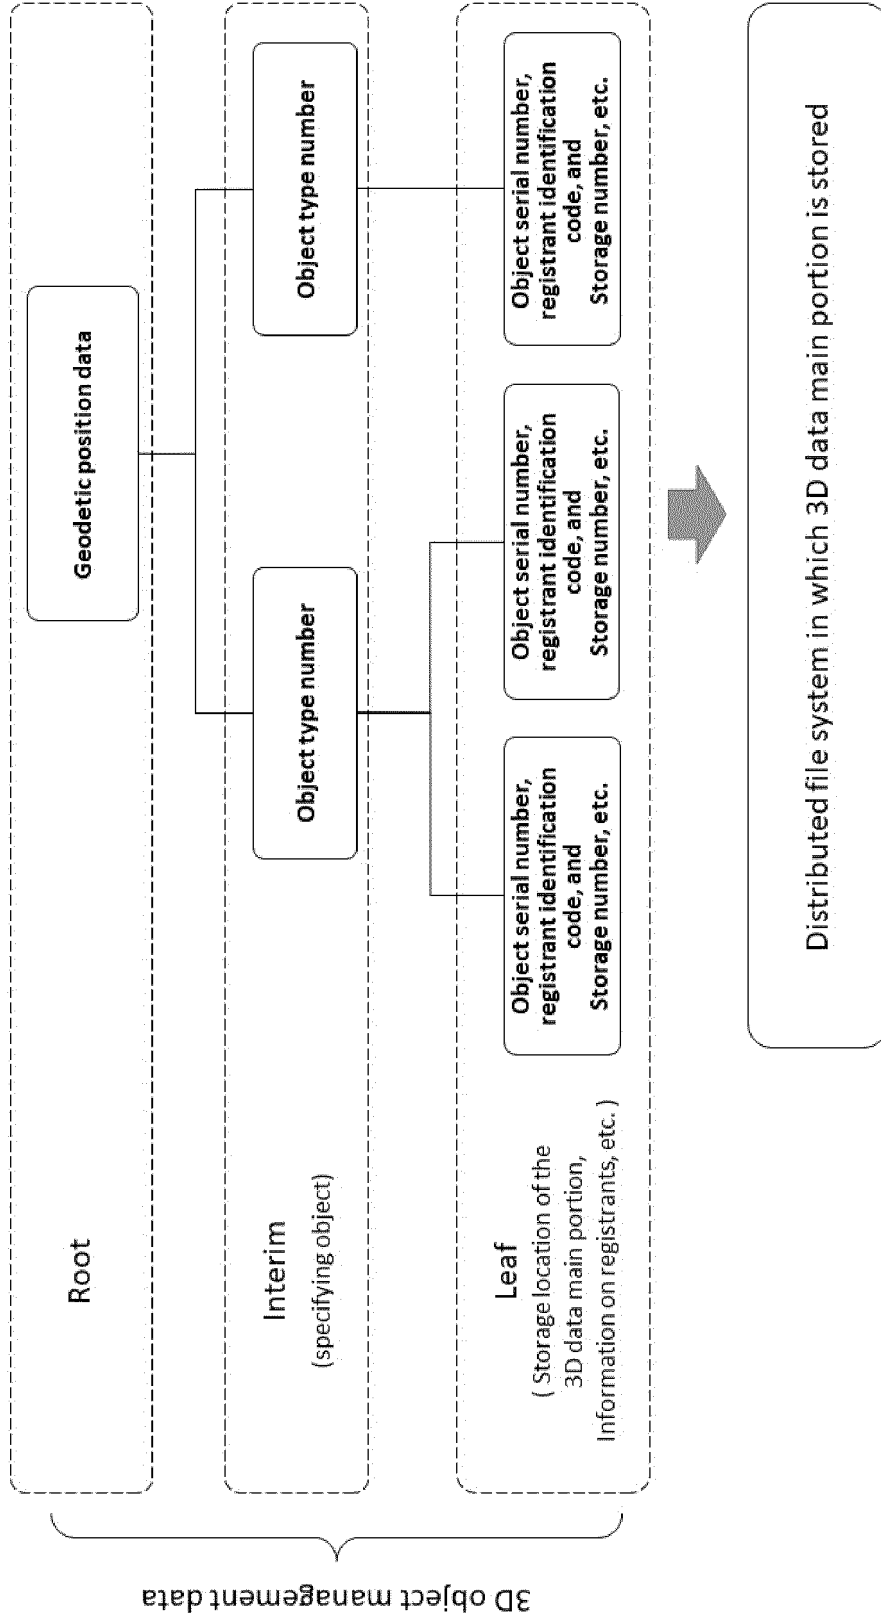 3D object management data
Root
Geodetic position data
Interim
(specifying object)
Object type number
Object type number
Leaf
( Storage location of the
3D data main portion,
Information on registrants, etc. )
Object serial number,
registrant identification
code, and
Storage number, etc.
Object serial number,
registrant identification
code, and
Storage number, etc.
Object serial number,
registrant identification
code, and
Storage number, etc.
Distributed file system in which 3D data main portion is stored